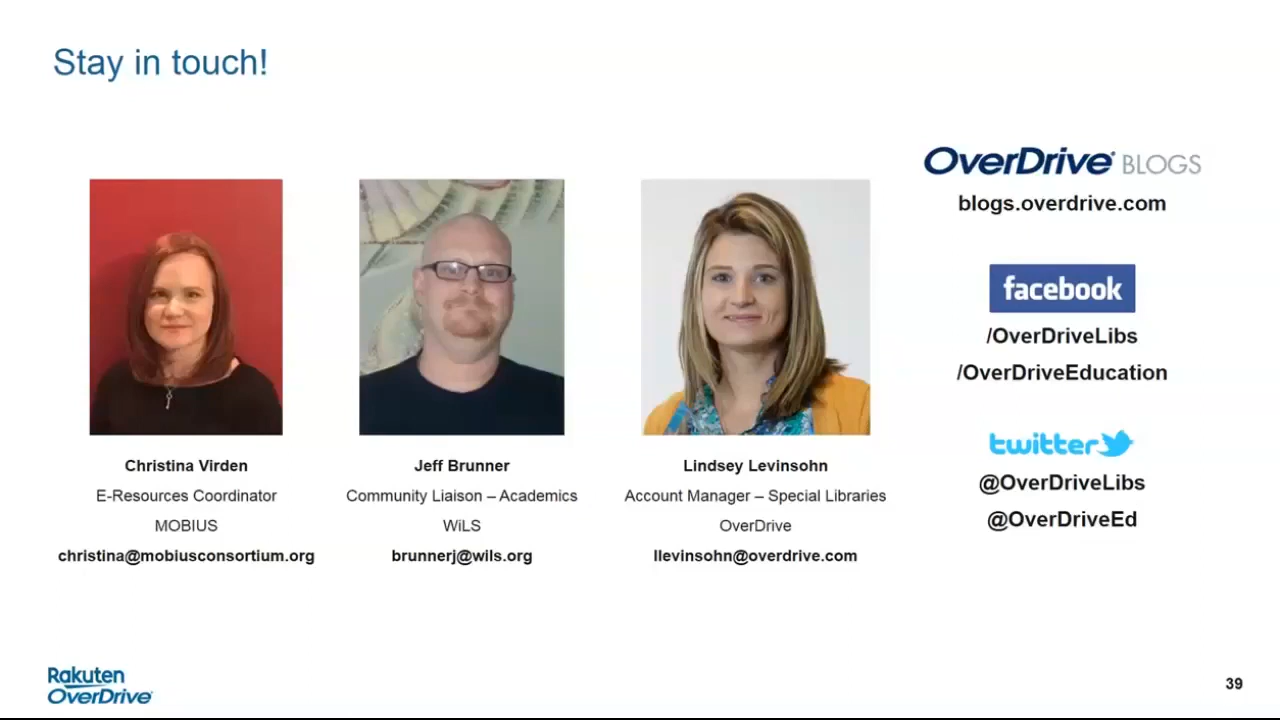 Stay in touch!
Christina Virden
E-Resources Coordinator
MOBIUS
christina@mobiusconsortium.org
Jeff Brunner
Community Liaison – Academics
WiLS
brunnerj@wils.org
Lindsey Levinsohn
Account Manager – Special Libraries
OverDrive
llevinsohn@overdrive.com
OverDrive® BLOGS
blogs.overdrive.com
facebook
/OverDriveLibs
/OverDriveEducation
twitter
@OverDriveLibs
@OverDriveEd
Rakuten
OverDrive®
39